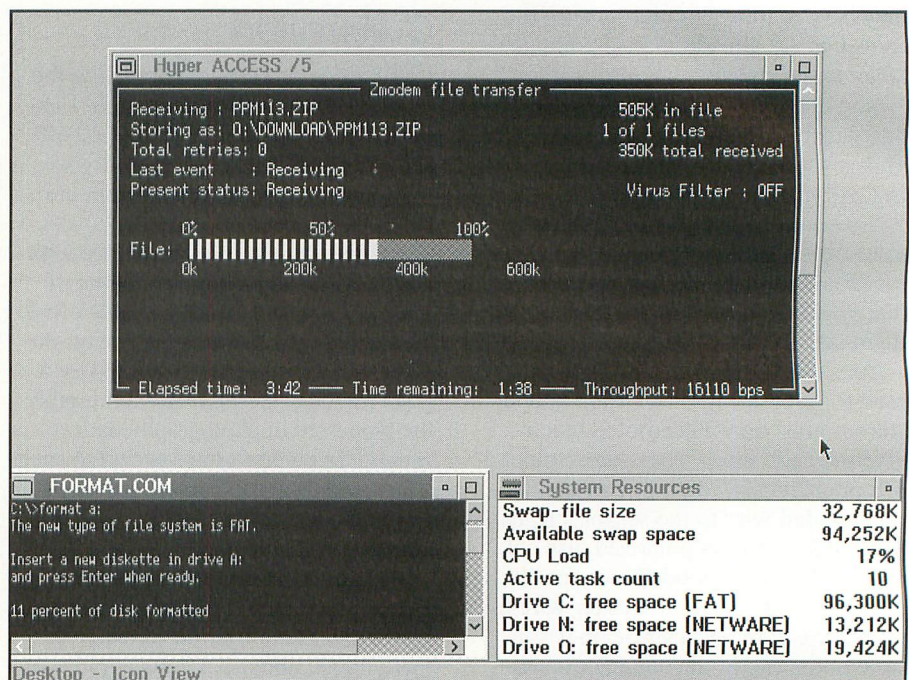 Hyper ACCESS /5
Zmodem file transfer
Receiving : PPM113.ZIP 505K in file
Storing as: O:\DOWNLOAD\PPM113.ZIP 1 of 1 files
Total retries: 0 350K total received
Last event : Receiving
Present status: Receiving Virus Filter : OFF
0% 50% 100%
File:
0k 200k 400k 600k
Elapsed time: 3:42 Time remaining: 1:38 Throughput: 16110 bps
FORMAT.COM
C:\>format a:
The new type of file system is FAT.
Insert a new diskette in drive A:
and press Enter when ready.
11 percent of disk formatted
System Resources
Swap-file size 32,768K
Available swap space 94,252K
CPU Load 17%
Active task count 10
Drive C: free space (FAT) 96,300K
Drive N: free space (NETWARE) 13,212K
Drive O: free space (NETWARE) 19,424K
Desktop - Icon View